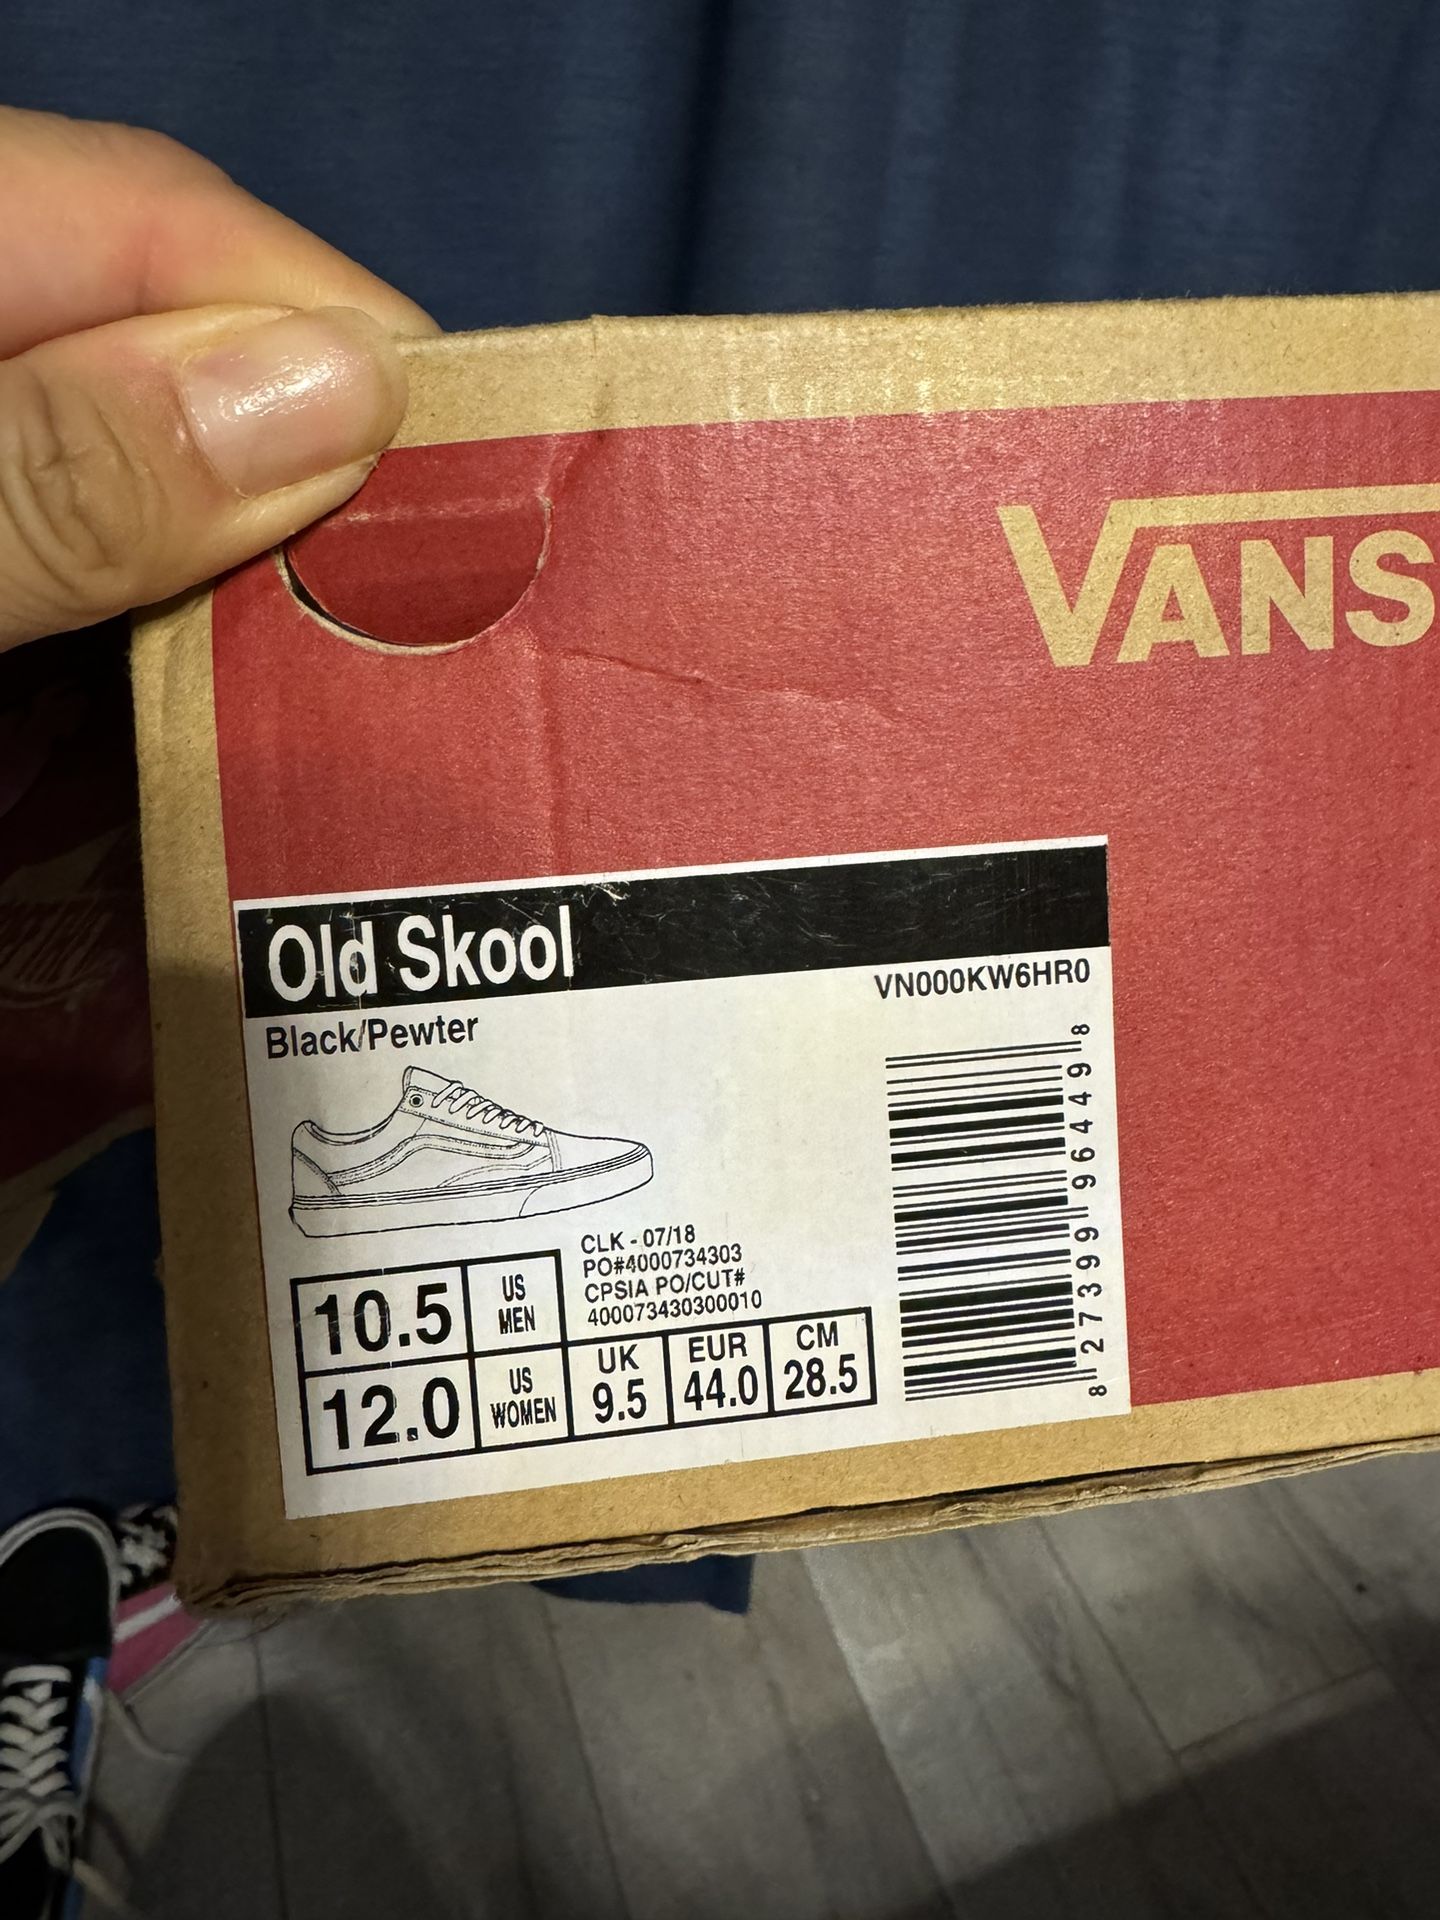 VANS
Old Skool
VN000KW6HR0
Black/Pewter
CLK - 07/18
PO#4000734303
CPSIA PO/CUT#
400073430300010
10.5 US MEN
12.0 US WOMEN
UK 9.5
EUR 44.0
CM 28.5
8 27399 96449 8